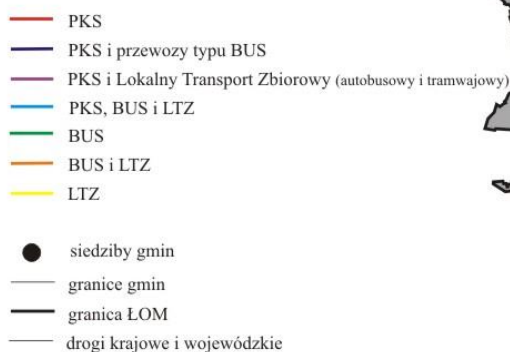 PKS
PKS i przewozy typu BUS
PKS i Lokalny Transport Zbiorowy (autobusowy i tramwajowy)
PKS, BUS i LTZ
BUS
BUS i LTZ
LTZ
siedziby gmin
granice gmin
granica ŁOM
drogi krajowe i wojewódzkie